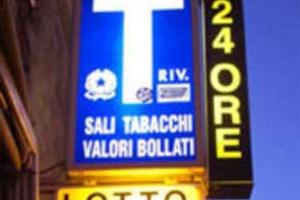 T
RIV.
SALI TABACCHI
VALORI BOLLATI
LOTTO
24 ORE